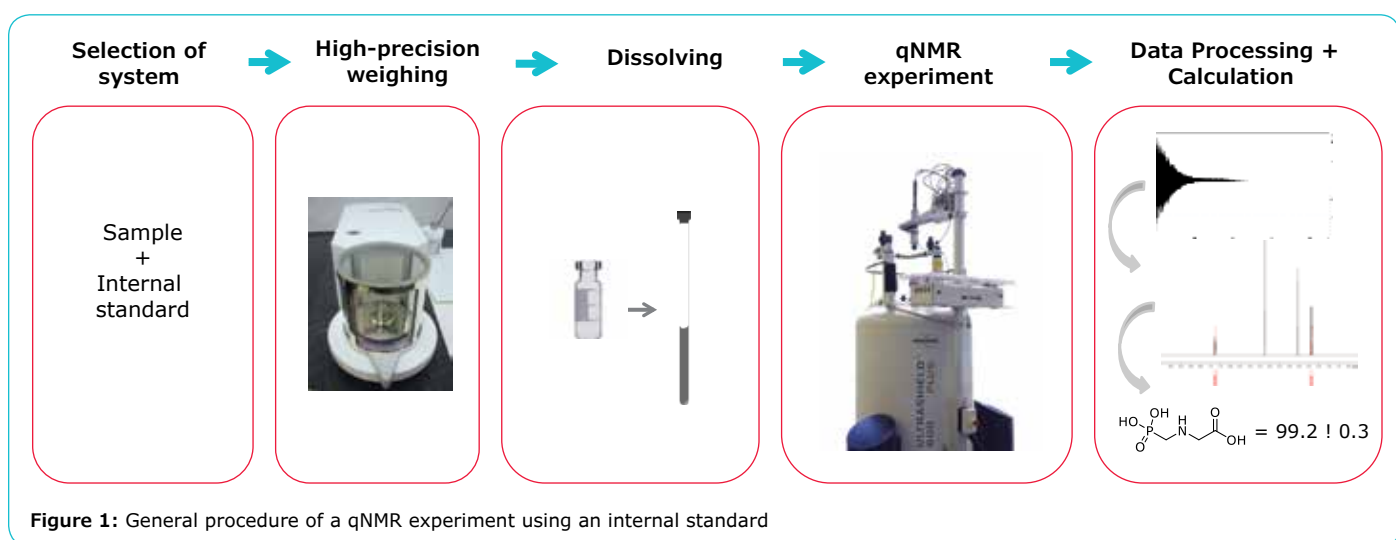 Selection of
system
High-precision
weighing
Dissolving
qNMR
experiment
Data Processing +
Calculation
Sample
+
Internal
standard
ULTRASHIELD
PLUS
600
HO
OH
P
O
H
N
O
OH
= 99.2 ! 0.3
Figure 1: General procedure of a qNMR experiment using an internal standard